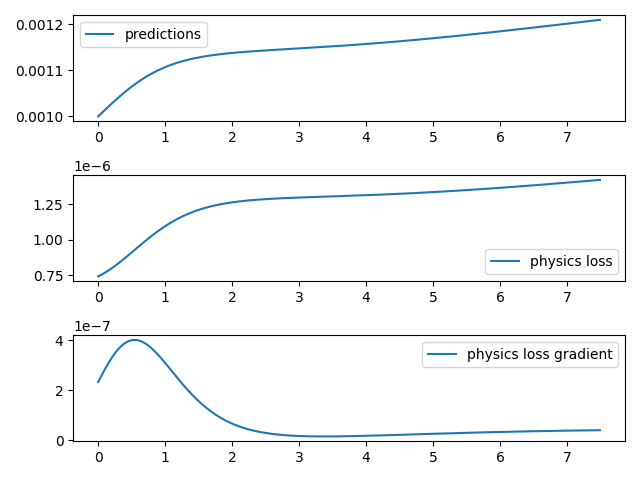 0.0012
0.0011
0.0010
predictions
0 1 2 3 4 5 6 7
1e−6
1.25
1.00
0.75
physics loss
0 1 2 3 4 5 6 7
1e−7
4
2
0
physics loss gradient
0 1 2 3 4 5 6 7